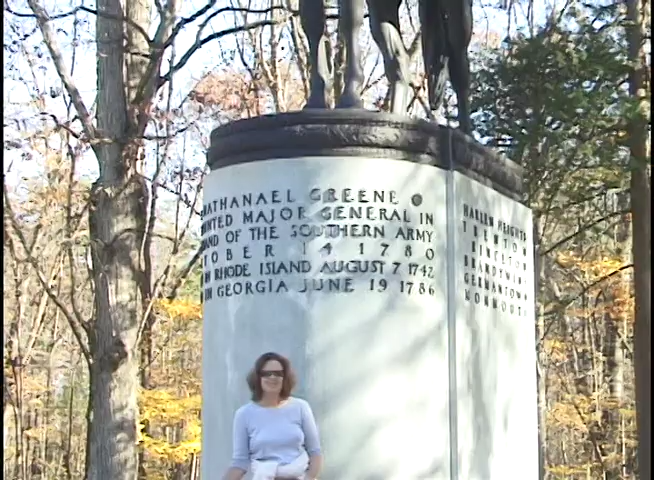 NATHANAEL GREENE
INTED MAJOR GENERAL IN
MAND OF THE SOUTHERN ARMY
TOBER 14 1780
IN RHODE ISLAND AUGUST 7 1742
IN GEORGIA JUNE 19 1786
HARLEM HEIGHTS
TRENTON
PRINCETON
BRANDYWINE
GERMANTOWN
MONMOUTH